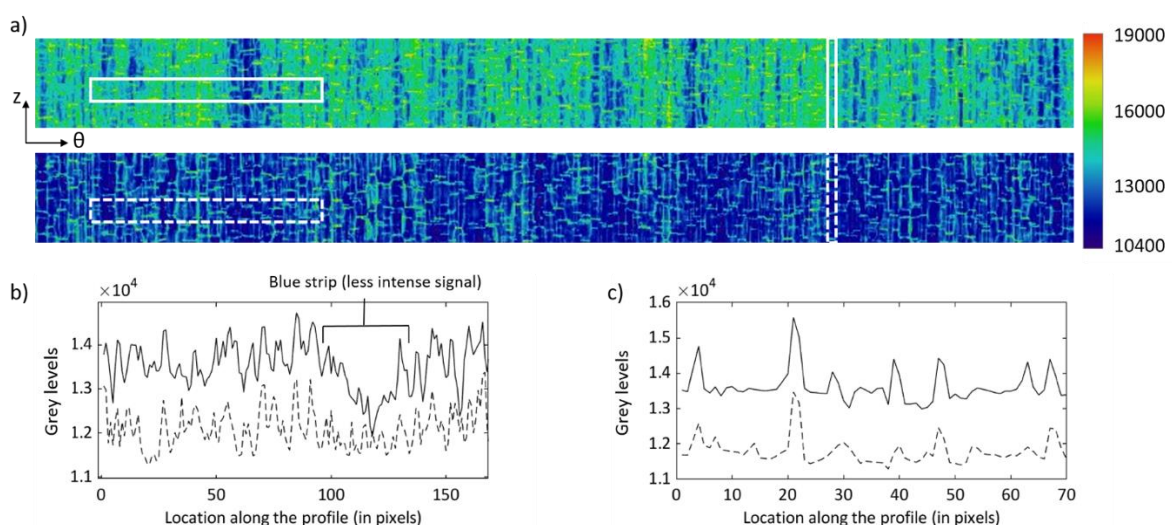 a)
19000
16000
13000
10400
z
θ
b)
×10⁴
Blue strip (less intense signal)
1.4
1.3
1.2
1.1
Grey levels
0
50
100
150
Location along the profile (in pixels)
c)
×10⁴
1.6
1.5
1.4
1.3
1.2
1.1
Grey levels
0
10
20
30
40
50
60
70
Location along the profile (in pixels)